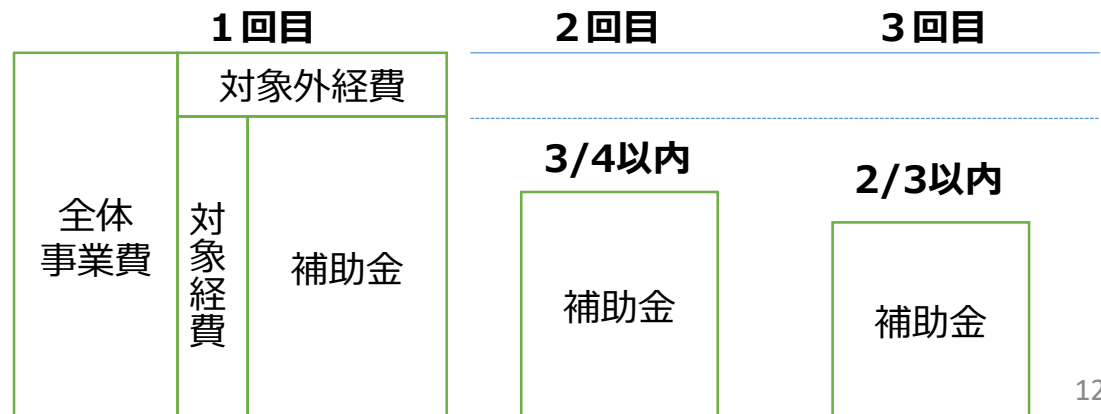 1回目
2回目
3回目
対象外経費
3/4以内
2/3以内
全体
事業費
対象経費
補助金
補助金
補助金
12